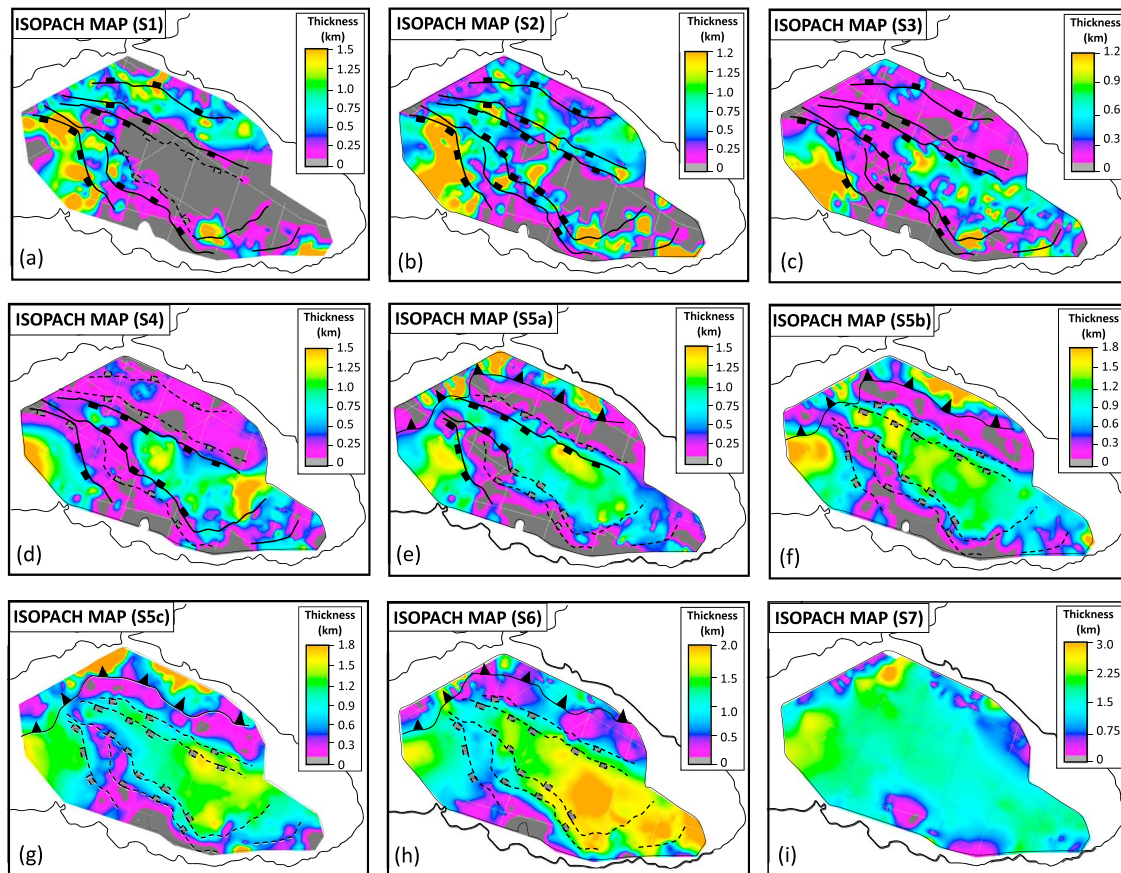 ISOPACH MAP (S1)
Thickness
(km)
1.5
1.25
1.0
0.75
0.5
0.25
0
(a)
ISOPACH MAP (S2)
Thickness
(km)
1.2
1.0
0.8
0.6
0.4
0.2
0
(b)
ISOPACH MAP (S3)
Thickness
(km)
1.2
0.9
0.6
0.3
0
(c)
ISOPACH MAP (S4)
Thickness
(km)
1.5
1.25
1.0
0.75
0.5
0.25
0
(d)
ISOPACH MAP (S5a)
Thickness
(km)
1.5
1.25
1.0
0.75
0.5
0.25
0
(e)
ISOPACH MAP (S5b)
Thickness
(km)
1.8
1.5
1.2
0.9
0.6
0.3
0
(f)
ISOPACH MAP (S5c)
Thickness
(km)
1.8
1.5
1.2
0.9
0.6
0.3
0
(g)
ISOPACH MAP (S6)
Thickness
(km)
2.0
1.5
1.0
0.5
0
(h)
ISOPACH MAP (S7)
Thickness
(km)
3.0
2.25
1.5
0.75
0
(i)